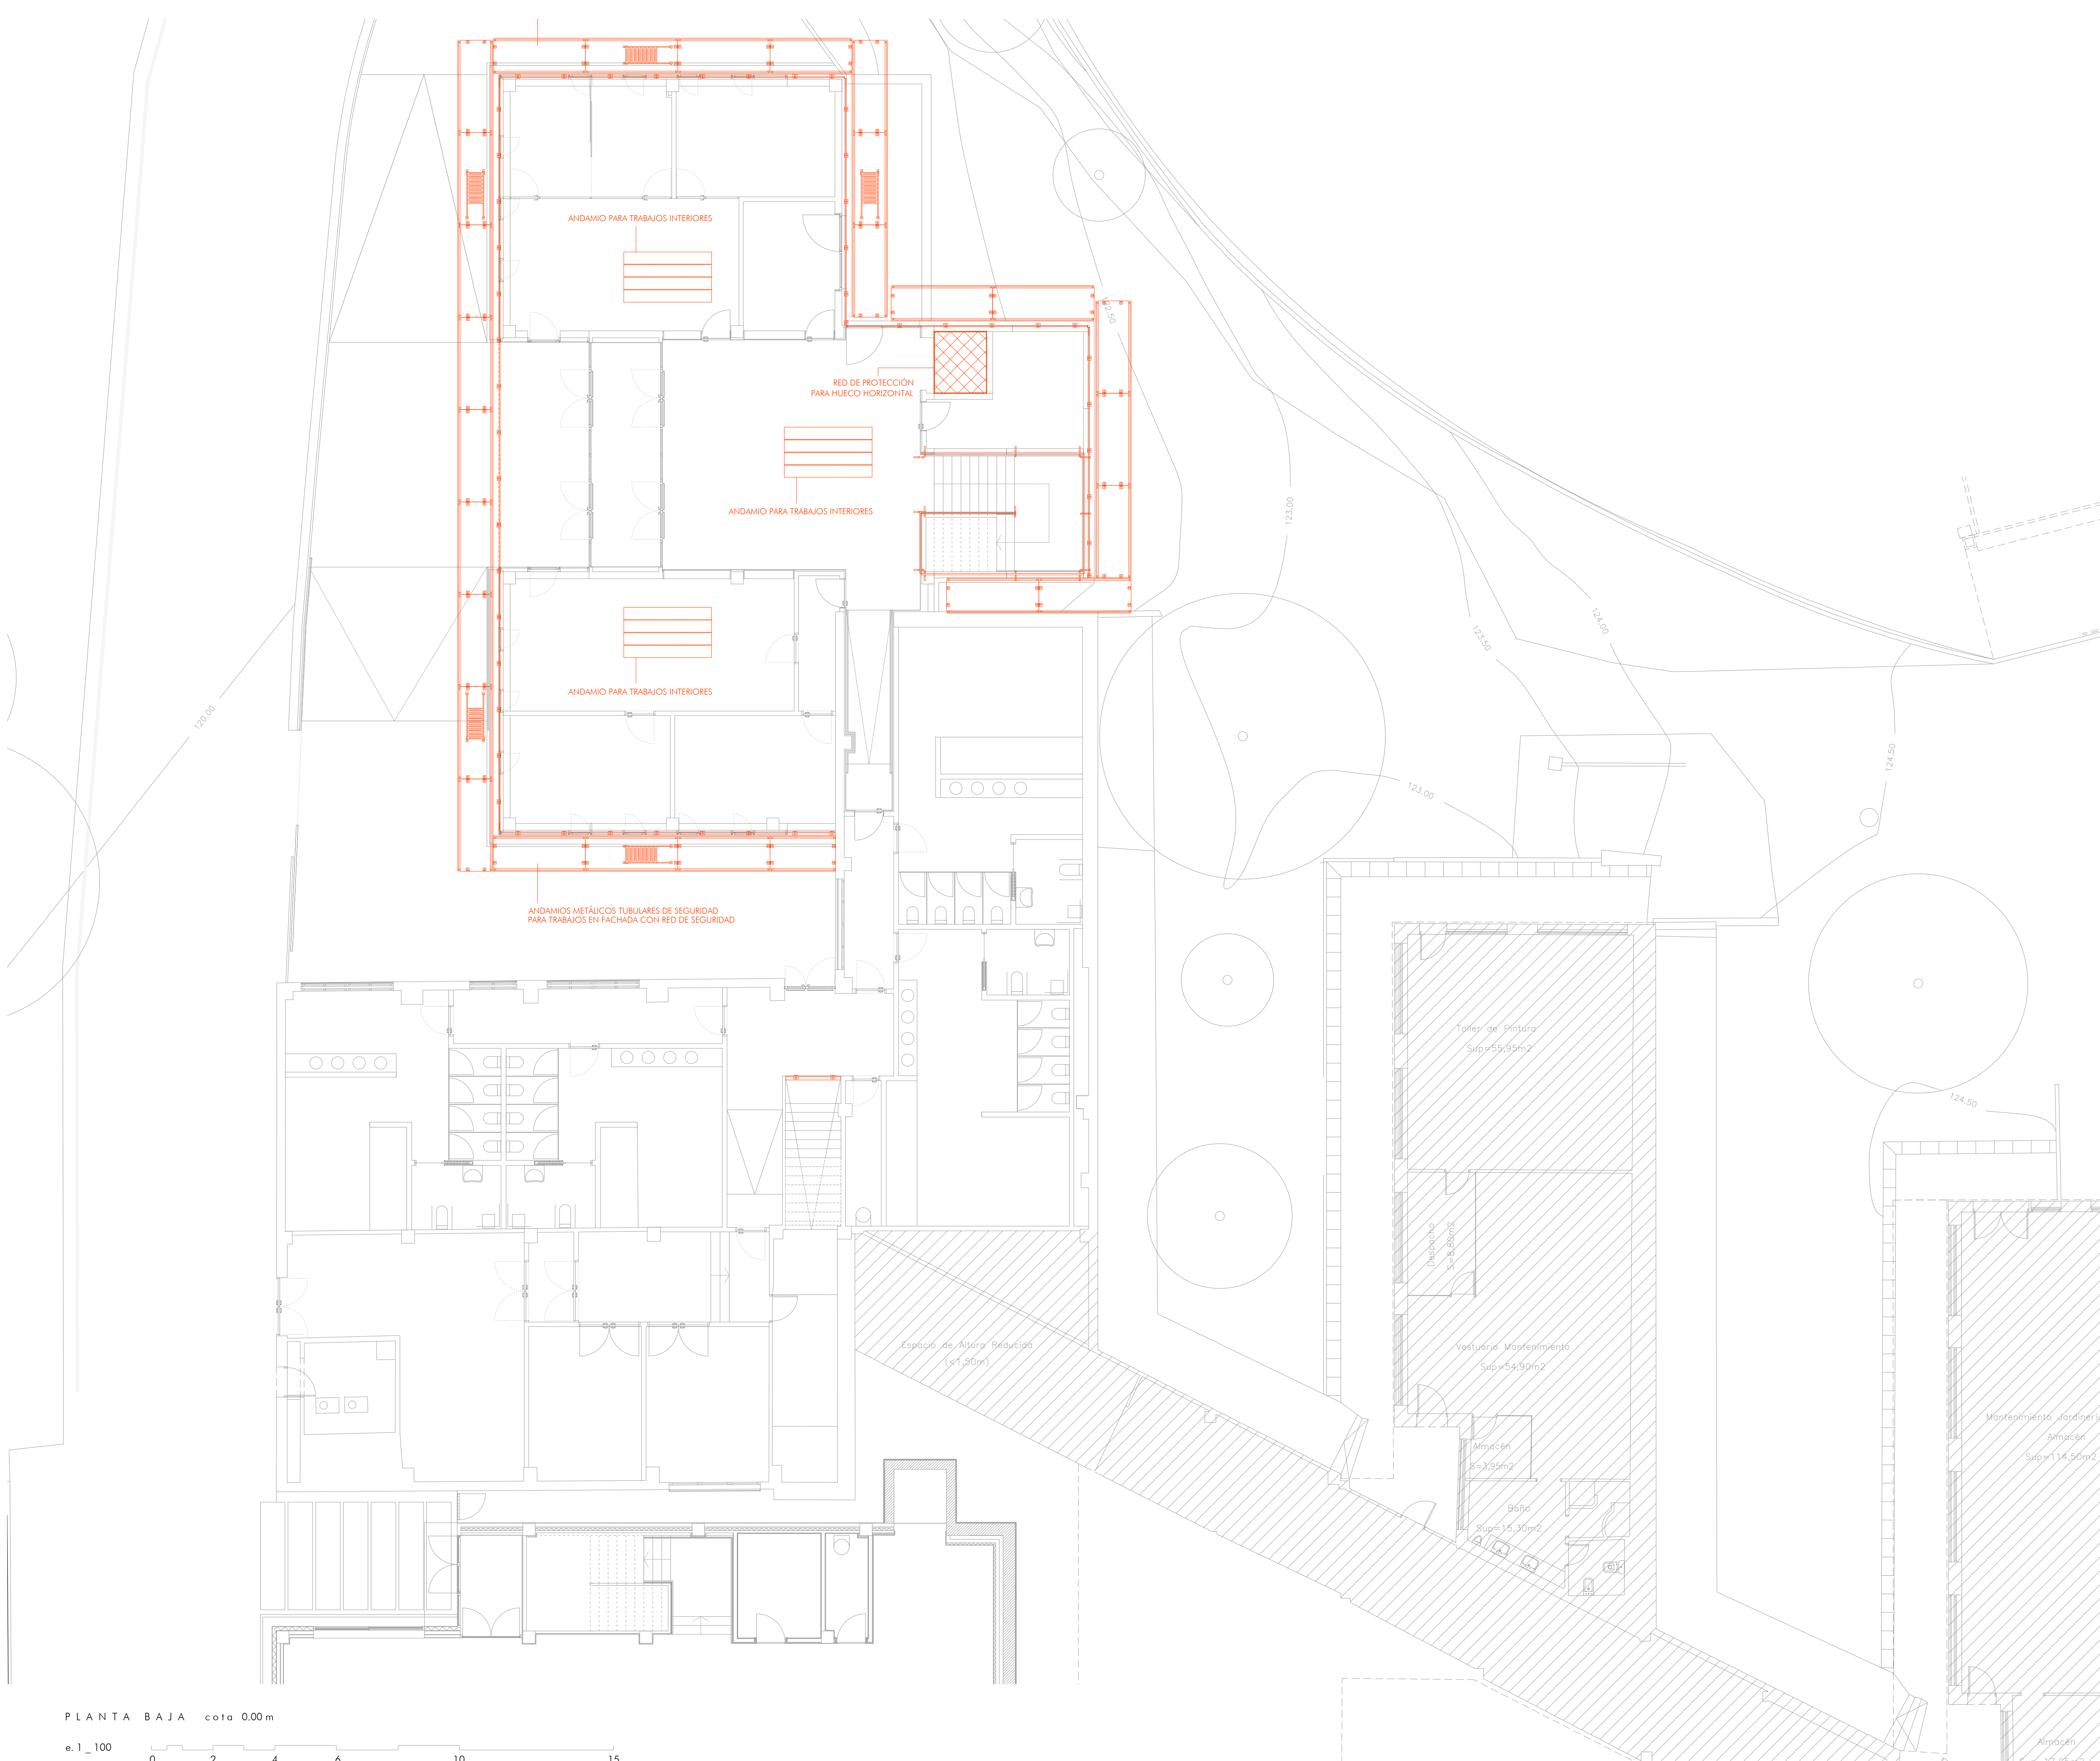 ANDAMIO PARA TRABAJOS INTERIORES
122.50
RED DE PROTECCIÓN
PARA HUECO HORIZONTAL
ANDAMIO PARA TRABAJOS INTERIORES
123.00
124.00
123.50
ANDAMIO PARA TRABAJOS INTERIORES
120.00
124.50
123.00
ANDAMIOS METÁLICOS TUBULARES DE SEGURIDAD
PARA TRABAJOS EN FACHADA CON RED DE SEGURIDAD
Taller de Pintura
Sup=55,95m2
124.50
Despacho
S=8,80m2
Espacio de Altura Reducida
(<1,50m)
Vestuario Mantenimiento
Sup=54,90m2
Mantenimiento Jardinería
Almacén
Sup=114,50m2
Almacén
S=3,95m2
Baño
Sup=15,30m2
PLANTA BAJA cota 0.00 m
e. 1 _ 100
0 2 4 6 10 15
Almacén